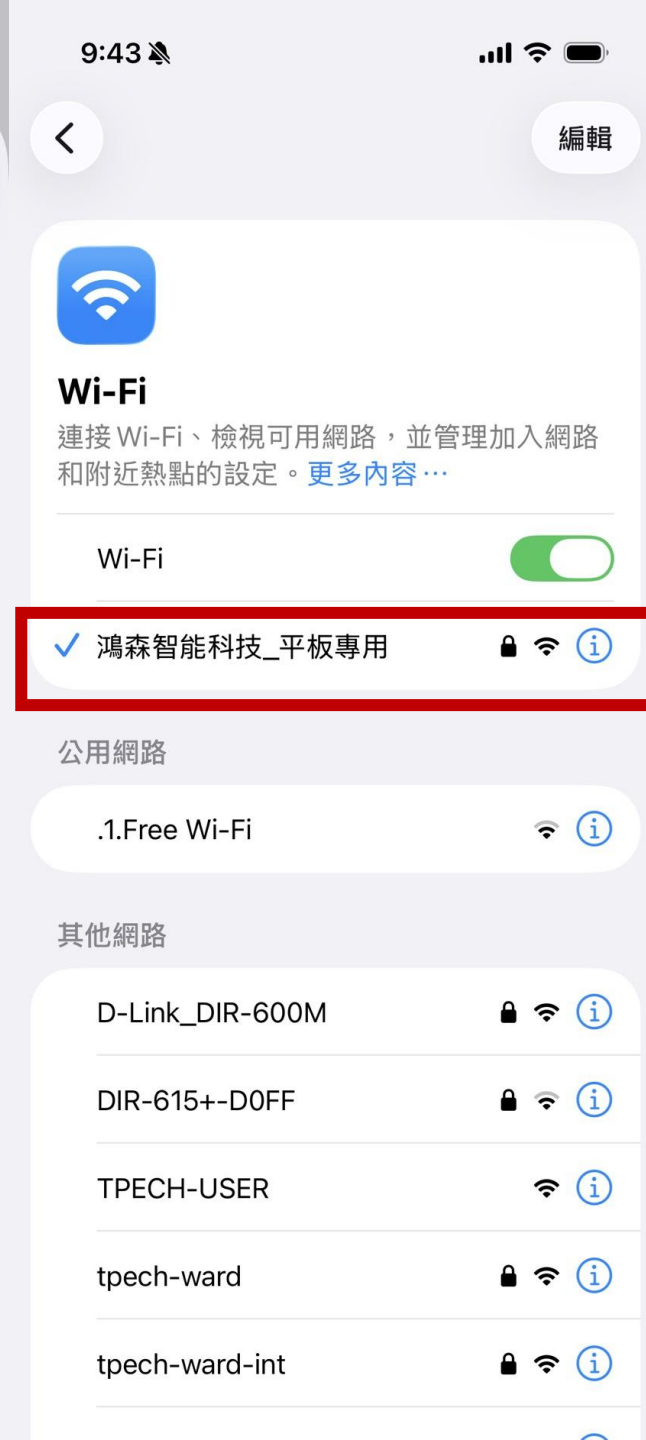 9:43
編輯
Wi-Fi
連接 Wi-Fi、檢視可用網路，並管理加入網路
和附近熱點的設定。更多內容⋯
Wi-Fi
鴻森智能科技_平板專用
公用網路
.1.Free Wi-Fi
其他網路
D-Link_DIR-600M
DIR-615+-D0FF
TPECH-USER
tpech-ward
tpech-ward-int